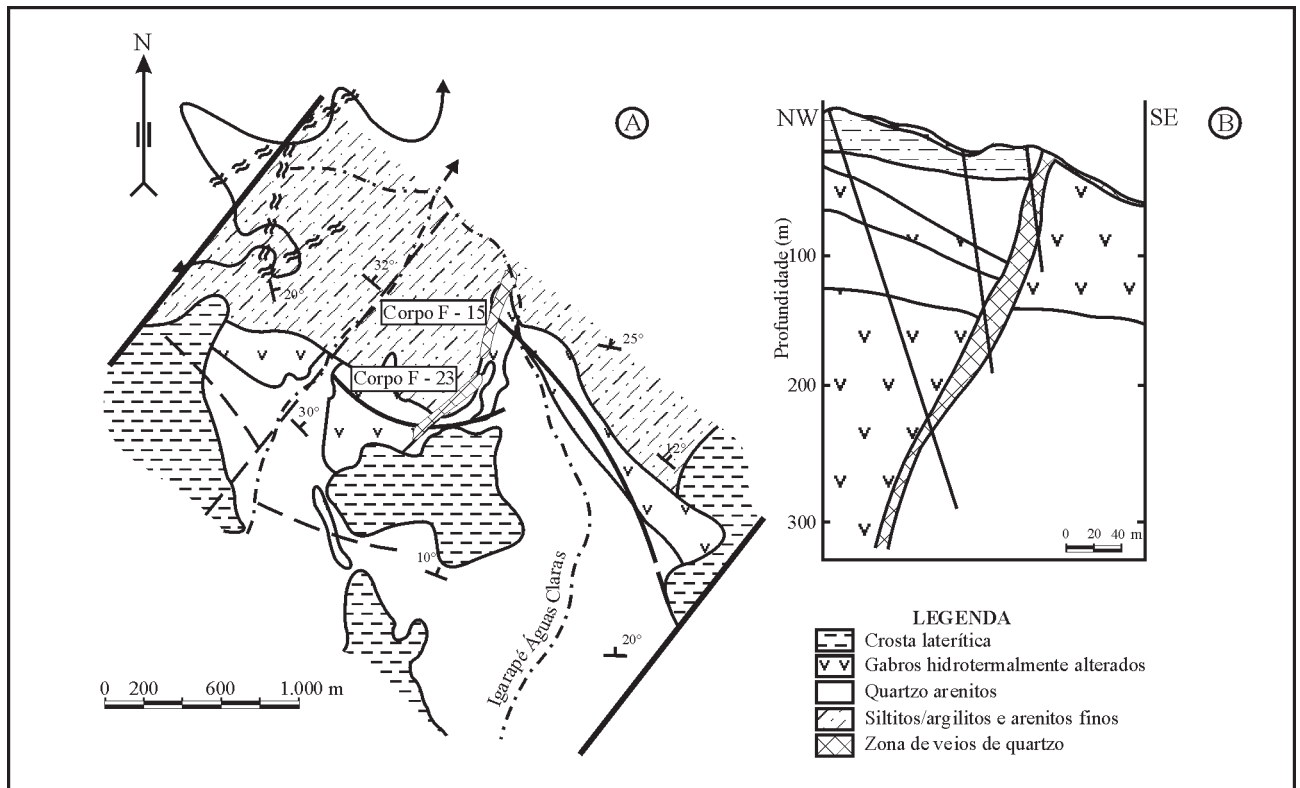 N
A
NW
SE
B
32°
20°
Corpo F - 15
25°
Corpo F - 23
30°
12°
10°
20°
Igarapé Águas Claras
0 200 600 1.000 m
Profundidade (m)
100
200
300
0 20 40 m
LEGENDA
Crosta laterítica
Gabros hidrotermalmente alterados
Quartzo arenitos
Siltitos/argilitos e arenitos finos
Zona de veios de quartzo